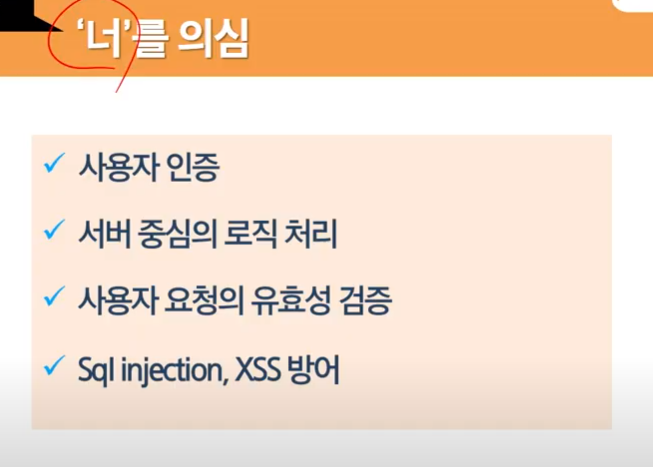 ‘너’를 의심
사용자 인증
서버 중심의 로직 처리
사용자 요청의 유효성 검증
Sql injection, XSS 방어